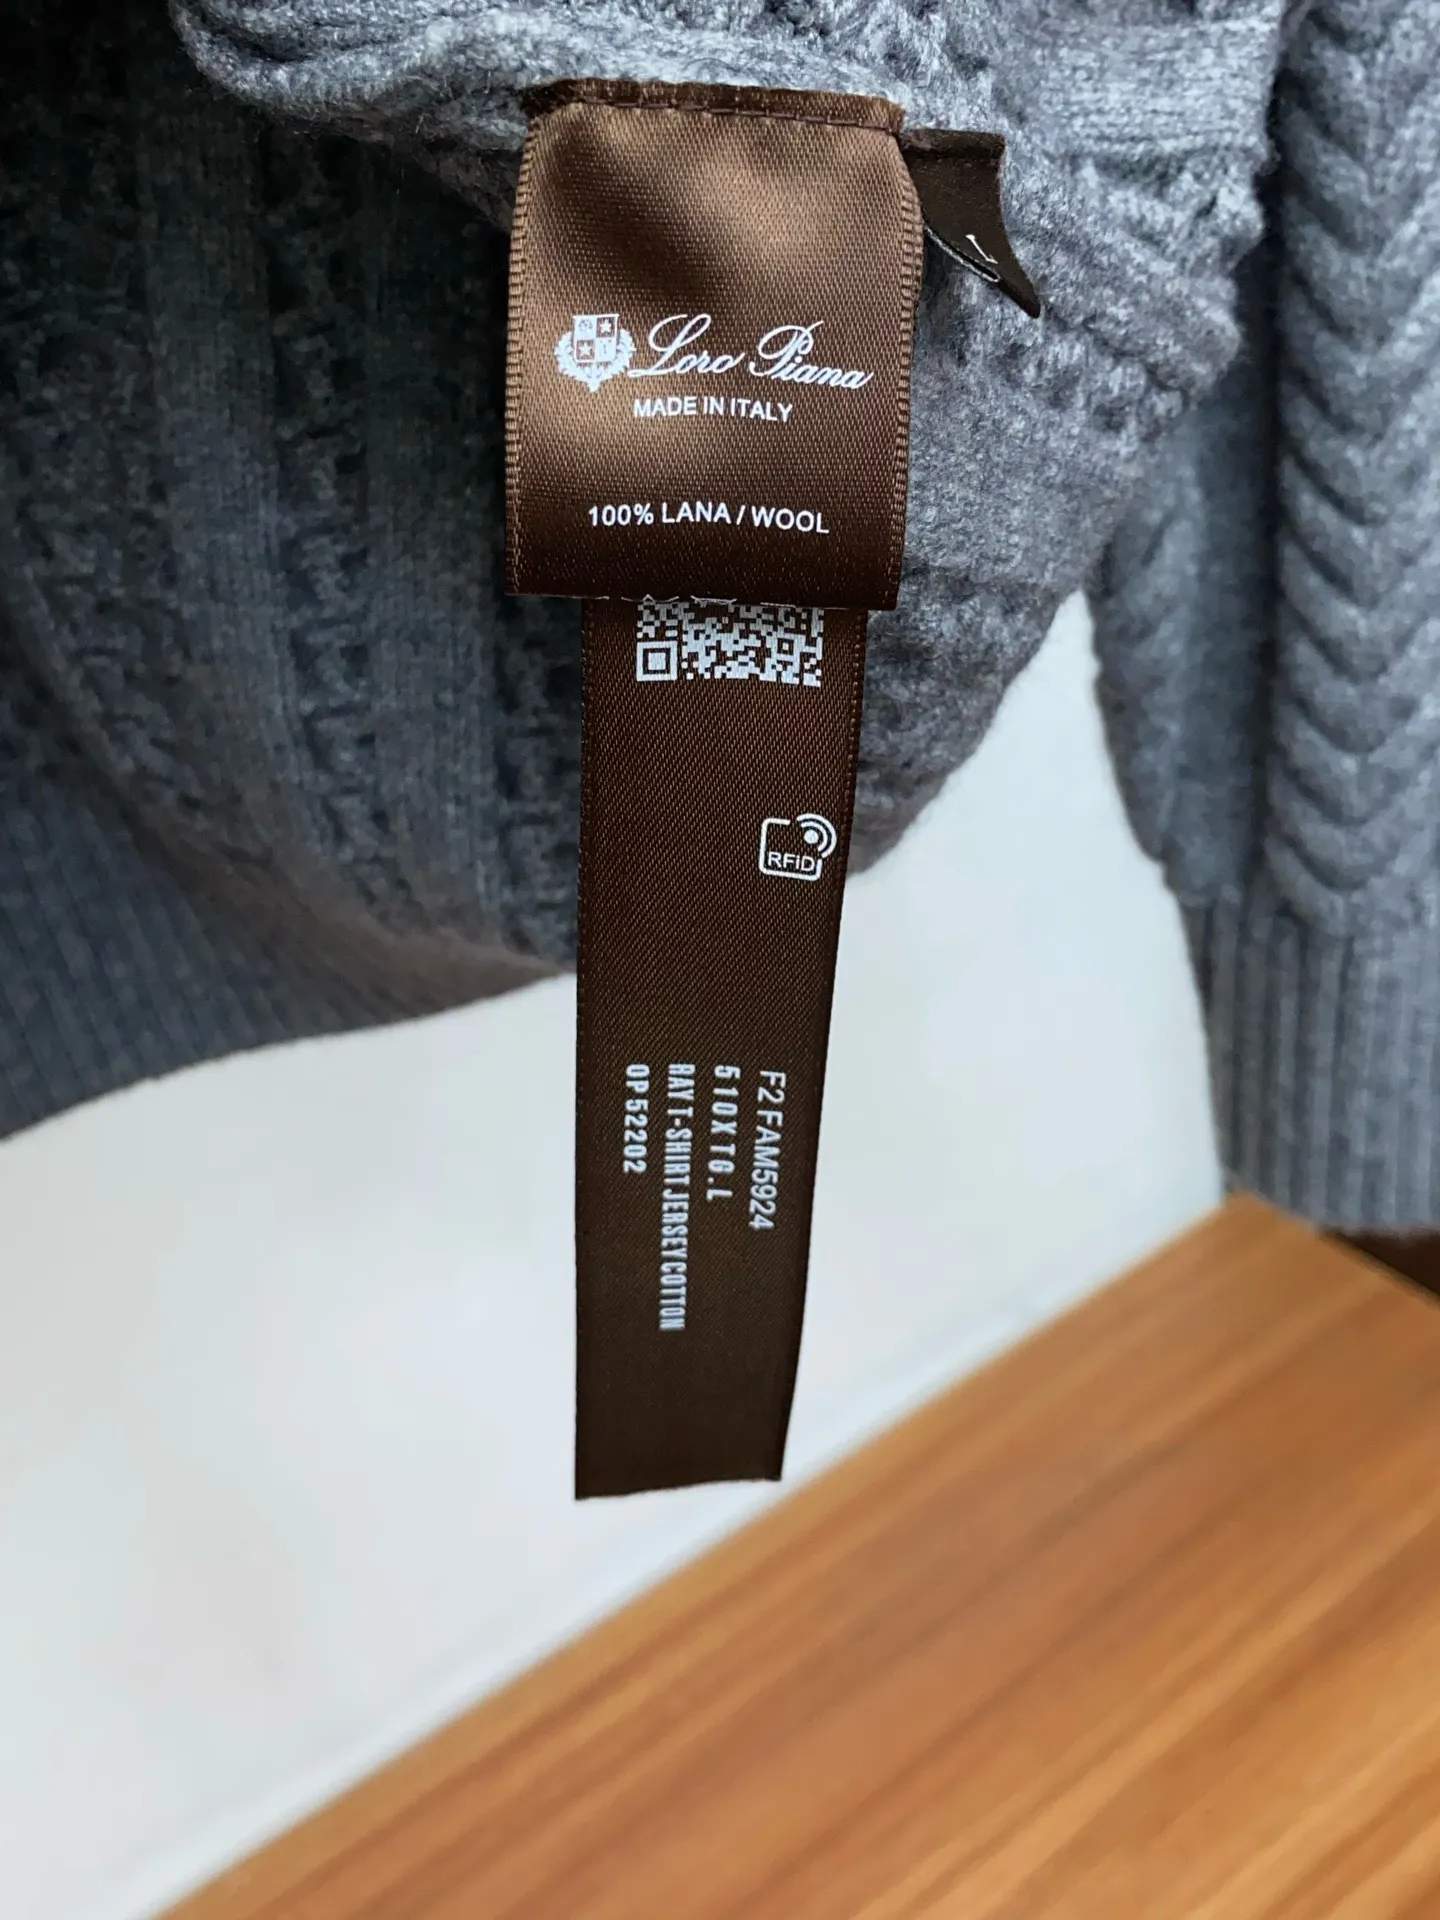 Loro Piana
MADE IN ITALY
100% LANA / WOOL
L
RFID
F2 FAM5924
510X TG.L
RAY T-SHIRT JERSEY COTTON
OP 52202